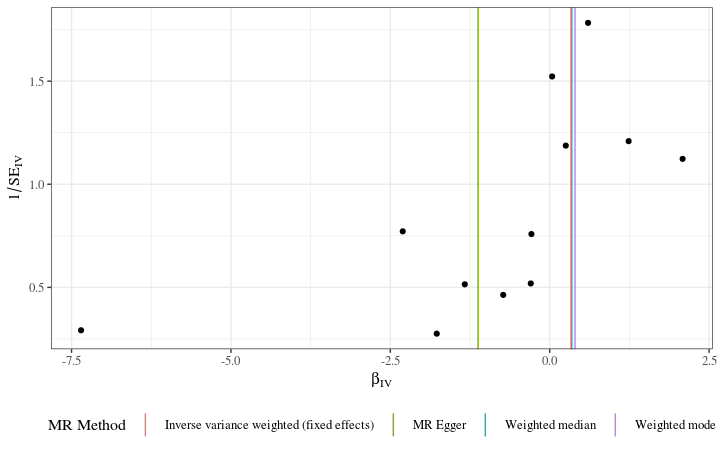 1.5
1.0
0.5
1/SE_IV
-7.5 -5.0 -2.5 0.0 2.5
β_IV
MR Method Inverse variance weighted (fixed effects) MR Egger Weighted median Weighted mode